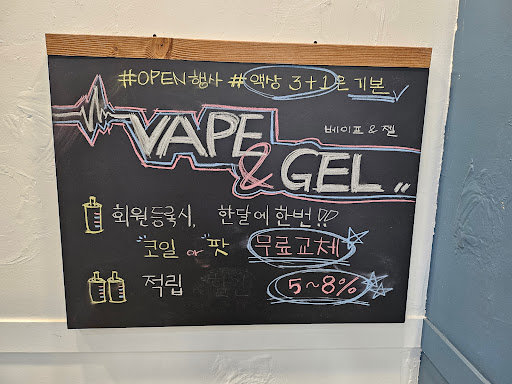 #OPEN행사 #액상 3+1은 기본
VAPE
베이프 & 젤
& GEL ..
회원등록시, 한달에 한번!!
"코일" or "팟" 무료교체
적립 5~8%